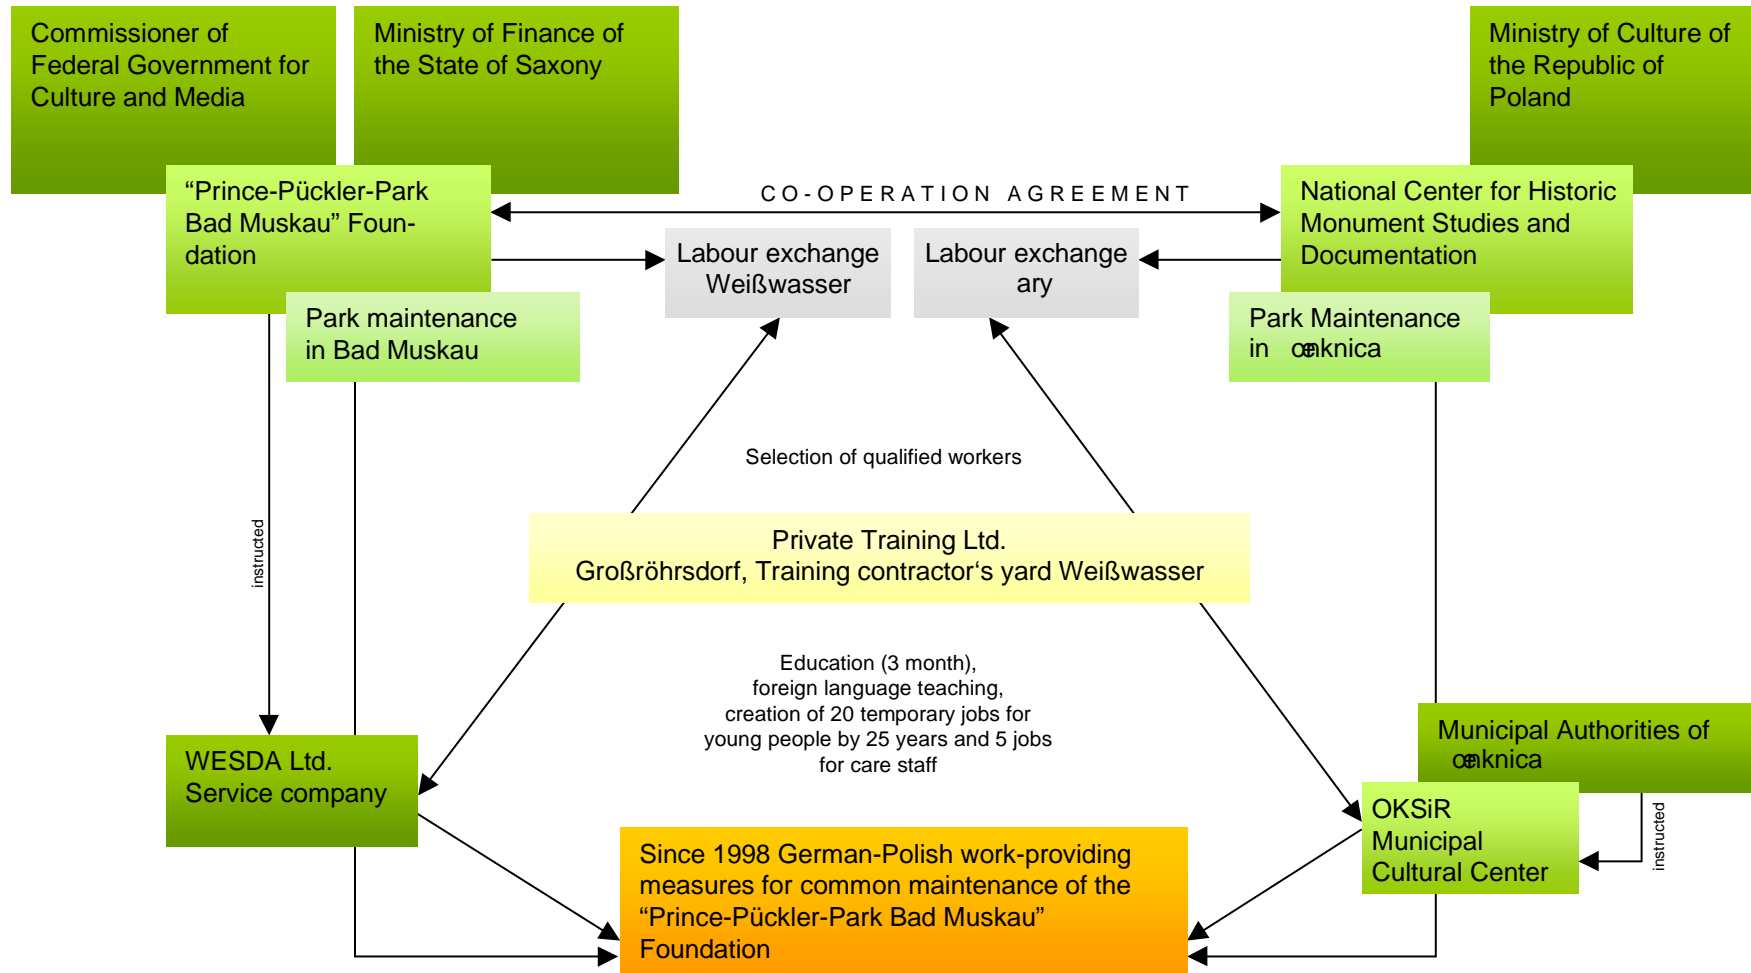 Commissioner of
Federal Government for
Culture and Media
Ministry of Finance of
the State of Saxony
Ministry of Culture of
the Republic of
Poland
“Prince-Pückler-Park
Bad Muskau” Foun-
dation
CO-OPERATION AGREEMENT
National Center for Historic
Monument Studies and
Documentation
Labour exchange
Weißwasser
Labour exchange
ary
Park maintenance
in Bad Muskau
Park Maintenance
in œnknica
Selection of qualified workers
instructed
Private Training Ltd.
Großröhrsdorf, Training contractor‘s yard Weißwasser
Education (3 month),
foreign language teaching,
creation of 20 temporary jobs for
young people by 25 years and 5 jobs
for care staff
WESDA Ltd.
Service company
Municipal Authorities of
œnknica
OKSiR
Municipal
Cultural Center
instructed
Since 1998 German-Polish work-providing
measures for common maintenance of the
“Prince-Pückler-Park Bad Muskau”
Foundation